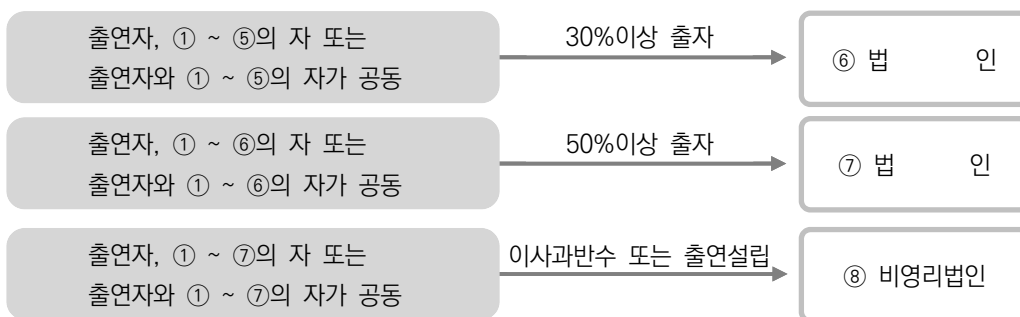 출연자, ① ~ ⑤의 자 또는
출연자와 ① ~ ⑤의 자가 공동
30%이상 출자
⑥ 법 인
출연자, ① ~ ⑥의 자 또는
출연자와 ① ~ ⑥의 자가 공동
50%이상 출자
⑦ 법 인
출연자, ① ~ ⑦의 자 또는
출연자와 ① ~ ⑦의 자가 공동
이사과반수 또는 출연설립
⑧ 비영리법인